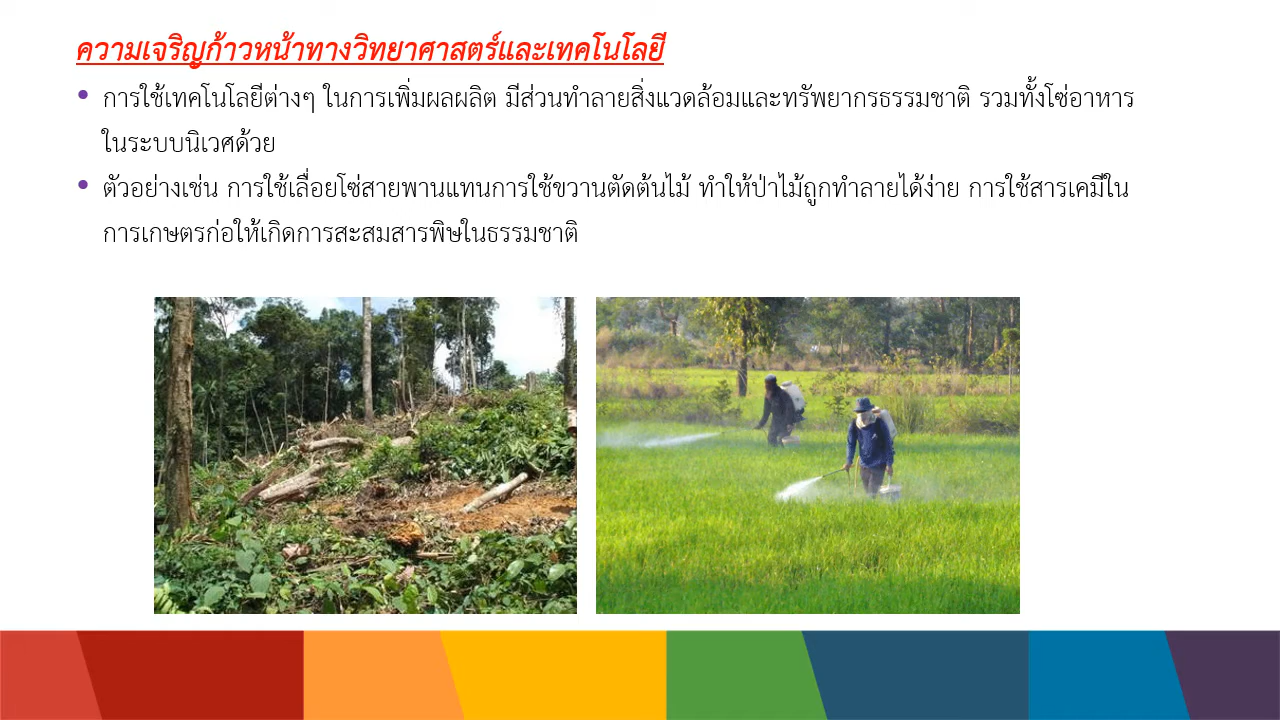 ความเจริญก้าวหน้าทางวิทยาศาสตร์และเทคโนโลยี
• การใช้เทคโนโลยีต่างๆ ในการเพิ่มผลผลิต มีส่วนทำลายสิ่งแวดล้อมและทรัพยากรธรรมชาติ รวมทั้งโซ่อาหาร
ในระบบนิเวศด้วย
• ตัวอย่างเช่น การใช้เลื่อยโซ่สายพานแทนการใช้ขวานตัดต้นไม้ ทำให้ป่าไม้ถูกทำลายได้ง่าย การใช้สารเคมีใน
การเกษตรก่อให้เกิดการสะสมสารพิษในธรรมชาติ